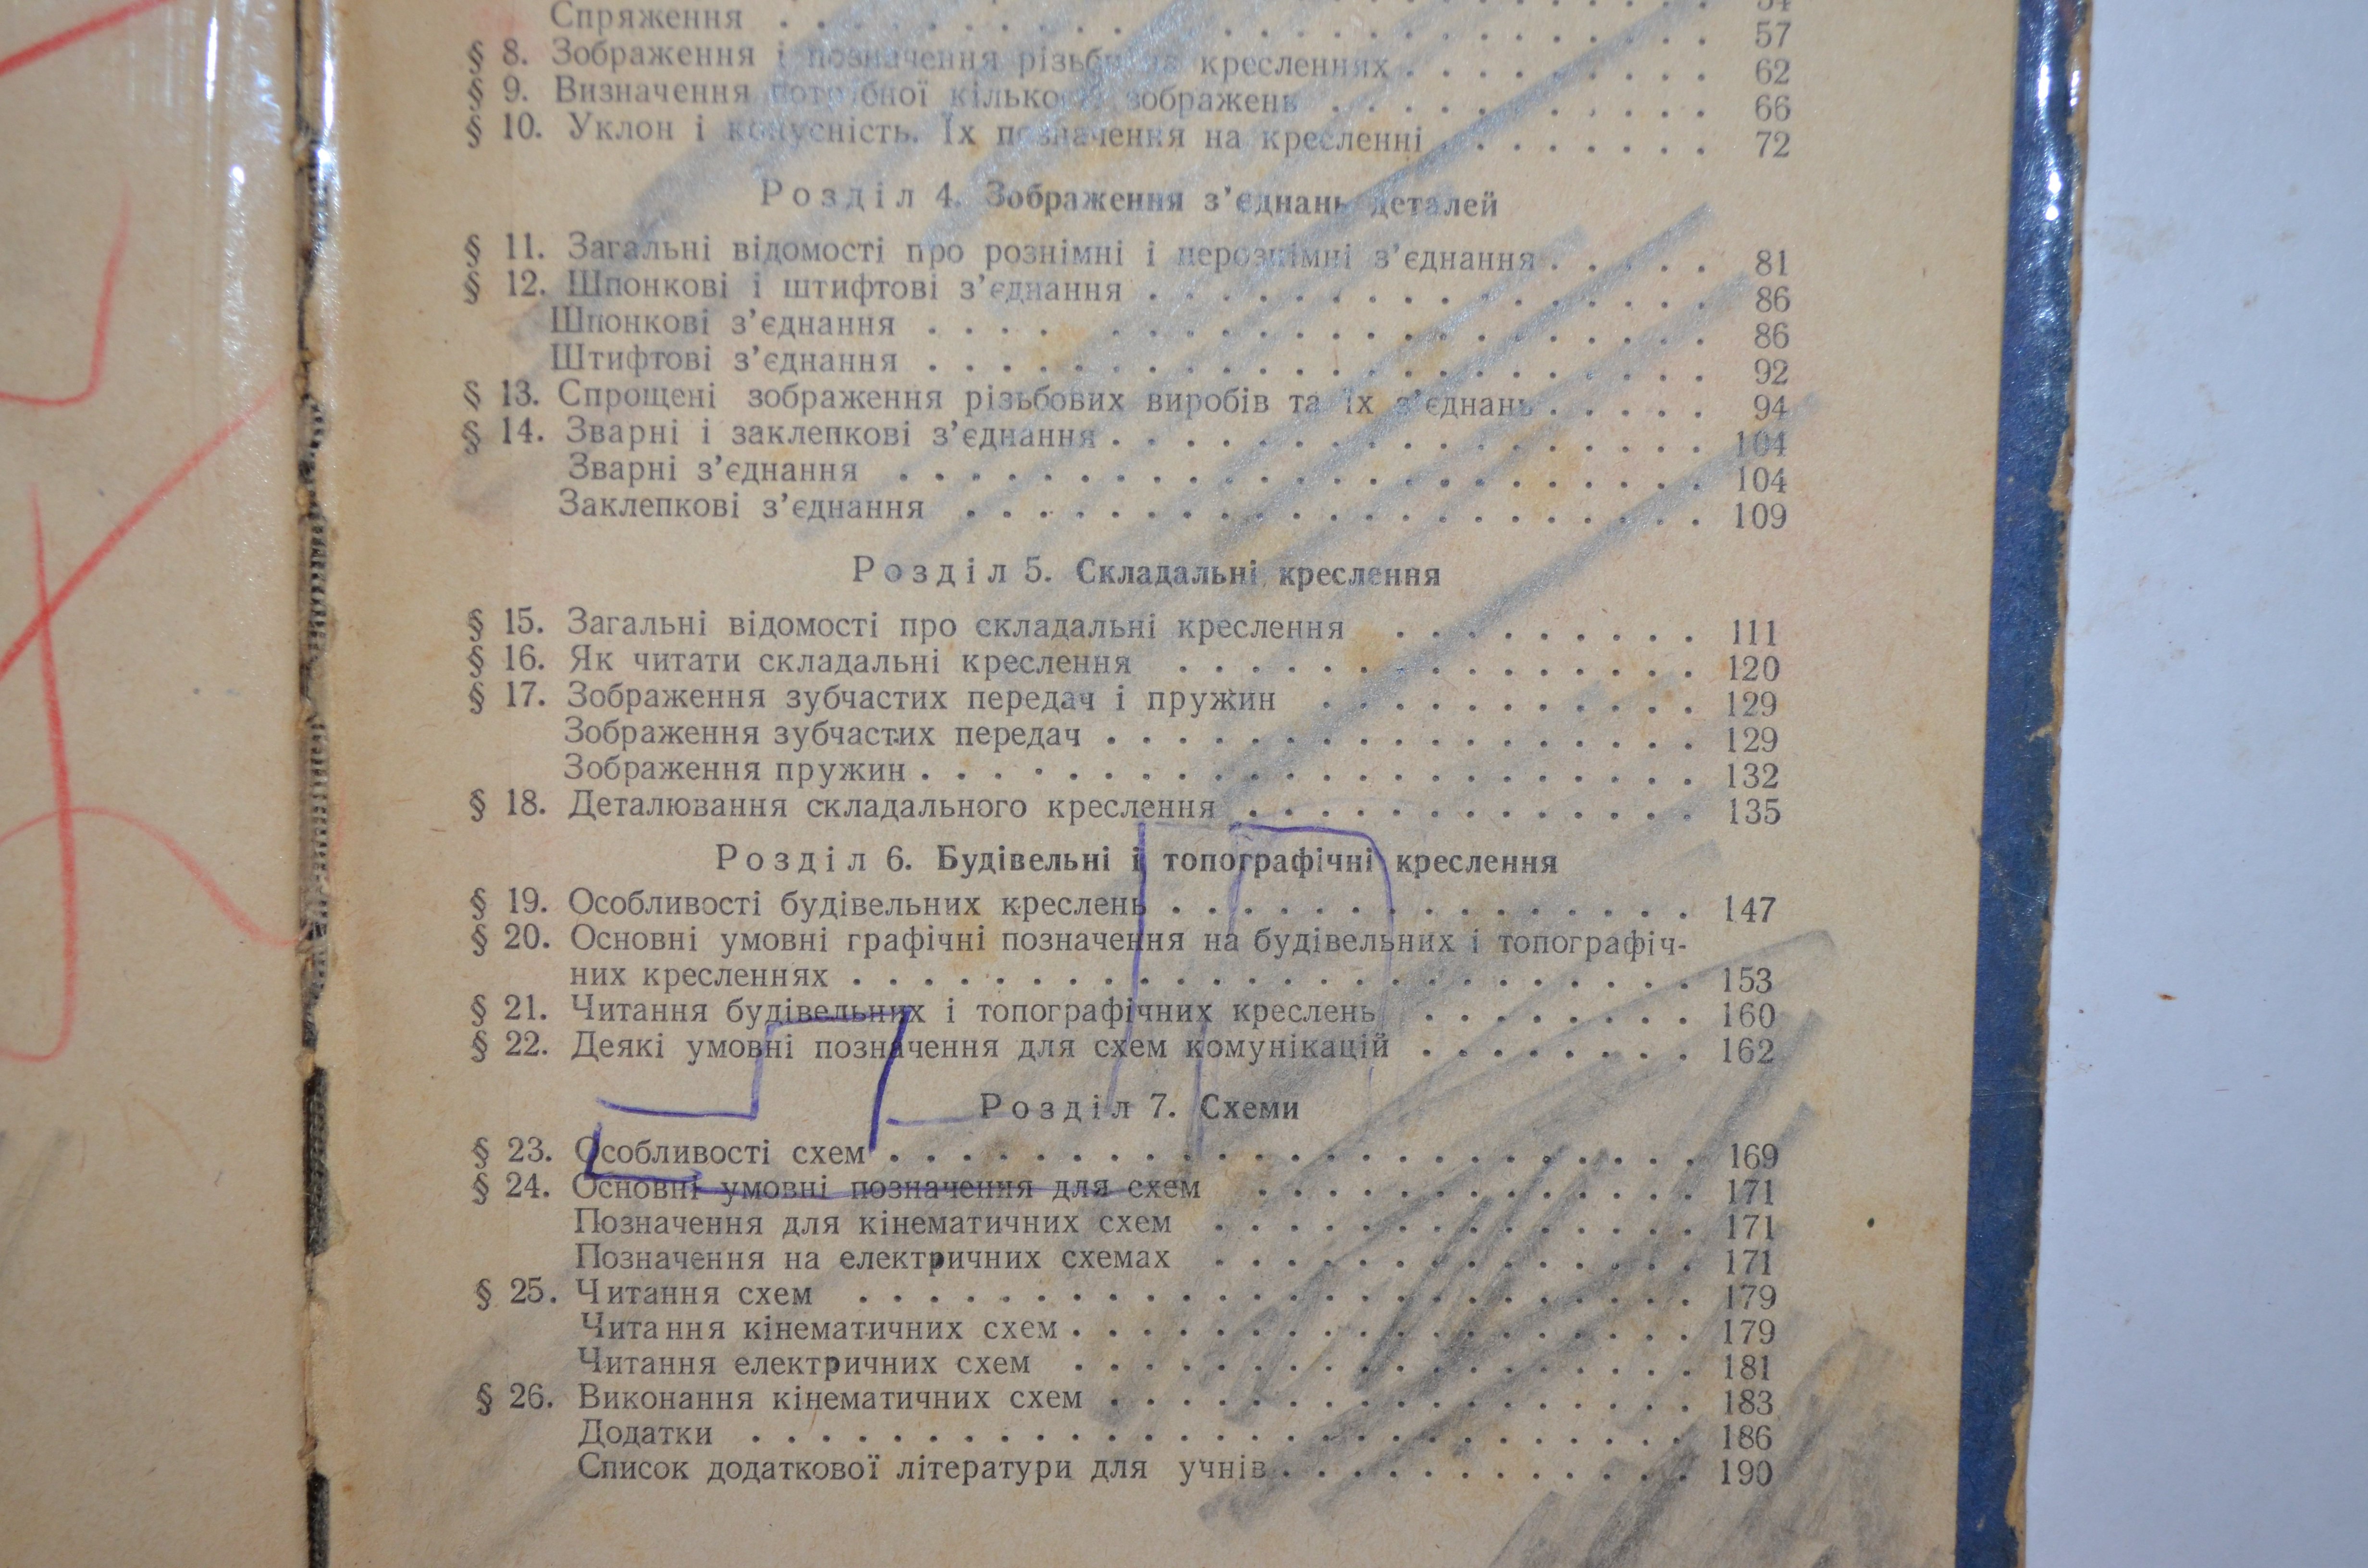 Спряження . . . . . . . . . . . . . . . . . . . . 57
§ 8. Зображення і позначення різьби на кресленнях . . . . . . . . . 62
§ 9. Визначення потрібної кількості зображень . . . . . . . . . . . 66
§ 10. Уклон і конусність. Їх позначення на кресленні . . . . . . . . 72
Розділ 4. Зображення з’єднань деталей
§ 11. Загальні відомості про рознімні і нерознімні з’єднання . . . . . 81
§ 12. Шпонкові і штифтові з’єднання . . . . . . . . . . . . . . . . 86
Шпонкові з’єднання . . . . . . . . . . . . . . . . . . . . . 86
Штифтові з’єднання . . . . . . . . . . . . . . . . . . . . . 92
§ 13. Спрощені зображення різьбових виробів та їх з’єднань . . . . . 94
§ 14. Зварні і заклепкові з’єднання . . . . . . . . . . . . . . . . . 104
Зварні з’єднання . . . . . . . . . . . . . . . . . . . . . . 104
Заклепкові з’єднання . . . . . . . . . . . . . . . . . . . . 109
Розділ 5. Складальні креслення
§ 15. Загальні відомості про складальні креслення . . . . . . . . . 111
§ 16. Як читати складальні креслення . . . . . . . . . . . . . . . 120
§ 17. Зображення зубчастих передач і пружин . . . . . . . . . . . 129
Зображення зубчастих передач . . . . . . . . . . . . . . . . 129
Зображення пружин . . . . . . . . . . . . . . . . . . . . . 132
§ 18. Деталювання складального креслення . . . . . . . . . . . . . 135
Розділ 6. Будівельні і топографічні креслення
§ 19. Особливості будівельних креслень . . . . . . . . . . . . . . . 147
§ 20. Основні умовні графічні позначення на будівельних і топографіч-
них кресленнях . . . . . . . . . . . . . . . . . . . . . . . 153
§ 21. Читання будівельних і топографічних креслень . . . . . . . . 160
§ 22. Деякі умовні позначення для схем комунікацій . . . . . . . . 162
Розділ 7. Схеми
§ 23. Особливості схем . . . . . . . . . . . . . . . . . . . . . . . 169
§ 24. Основні умовні позначення для схем . . . . . . . . . . . . . 171
Позначення для кінематичних схем . . . . . . . . . . . . . . 171
Позначення на електричних схемах . . . . . . . . . . . . . . 171
§ 25. Читання схем . . . . . . . . . . . . . . . . . . . . . . . . 179
Читання кінематичних схем . . . . . . . . . . . . . . . . . . 179
Читання електричних схем . . . . . . . . . . . . . . . . . . 181
§ 26. Виконання кінематичних схем . . . . . . . . . . . . . . . . . 183
Додатки . . . . . . . . . . . . . . . . . . . . . . . . . . . 186
Список додаткової літератури для учнів . . . . . . . . . . . . 190